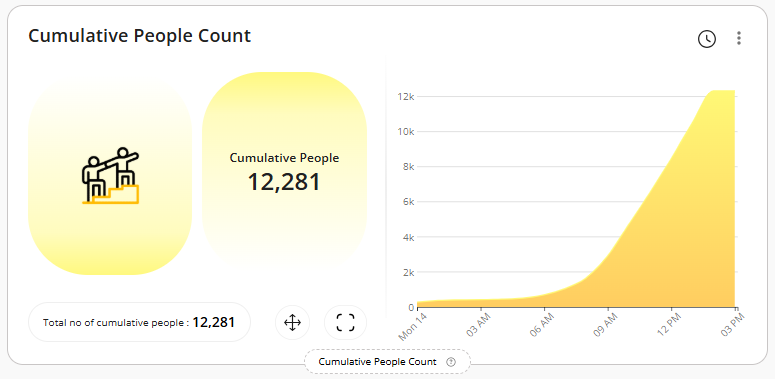 Cumulative People Count
Cumulative People
12,281
Total no of cumulative people : 12,281
12k
10k
8k
6k
4k
2k
0
Mon 14
03 AM
06 AM
09 AM
12 PM
03 PM
Cumulative People Count